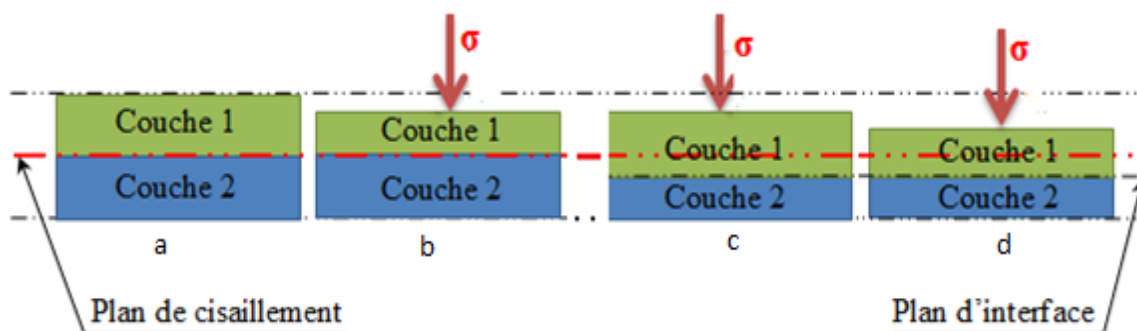 σ σ σ
Couche 1 Couche 1 Couche 1 Couche 1
Couche 2 Couche 2 Couche 2 Couche 2
a b c d
Plan de cisaillement Plan d'interface